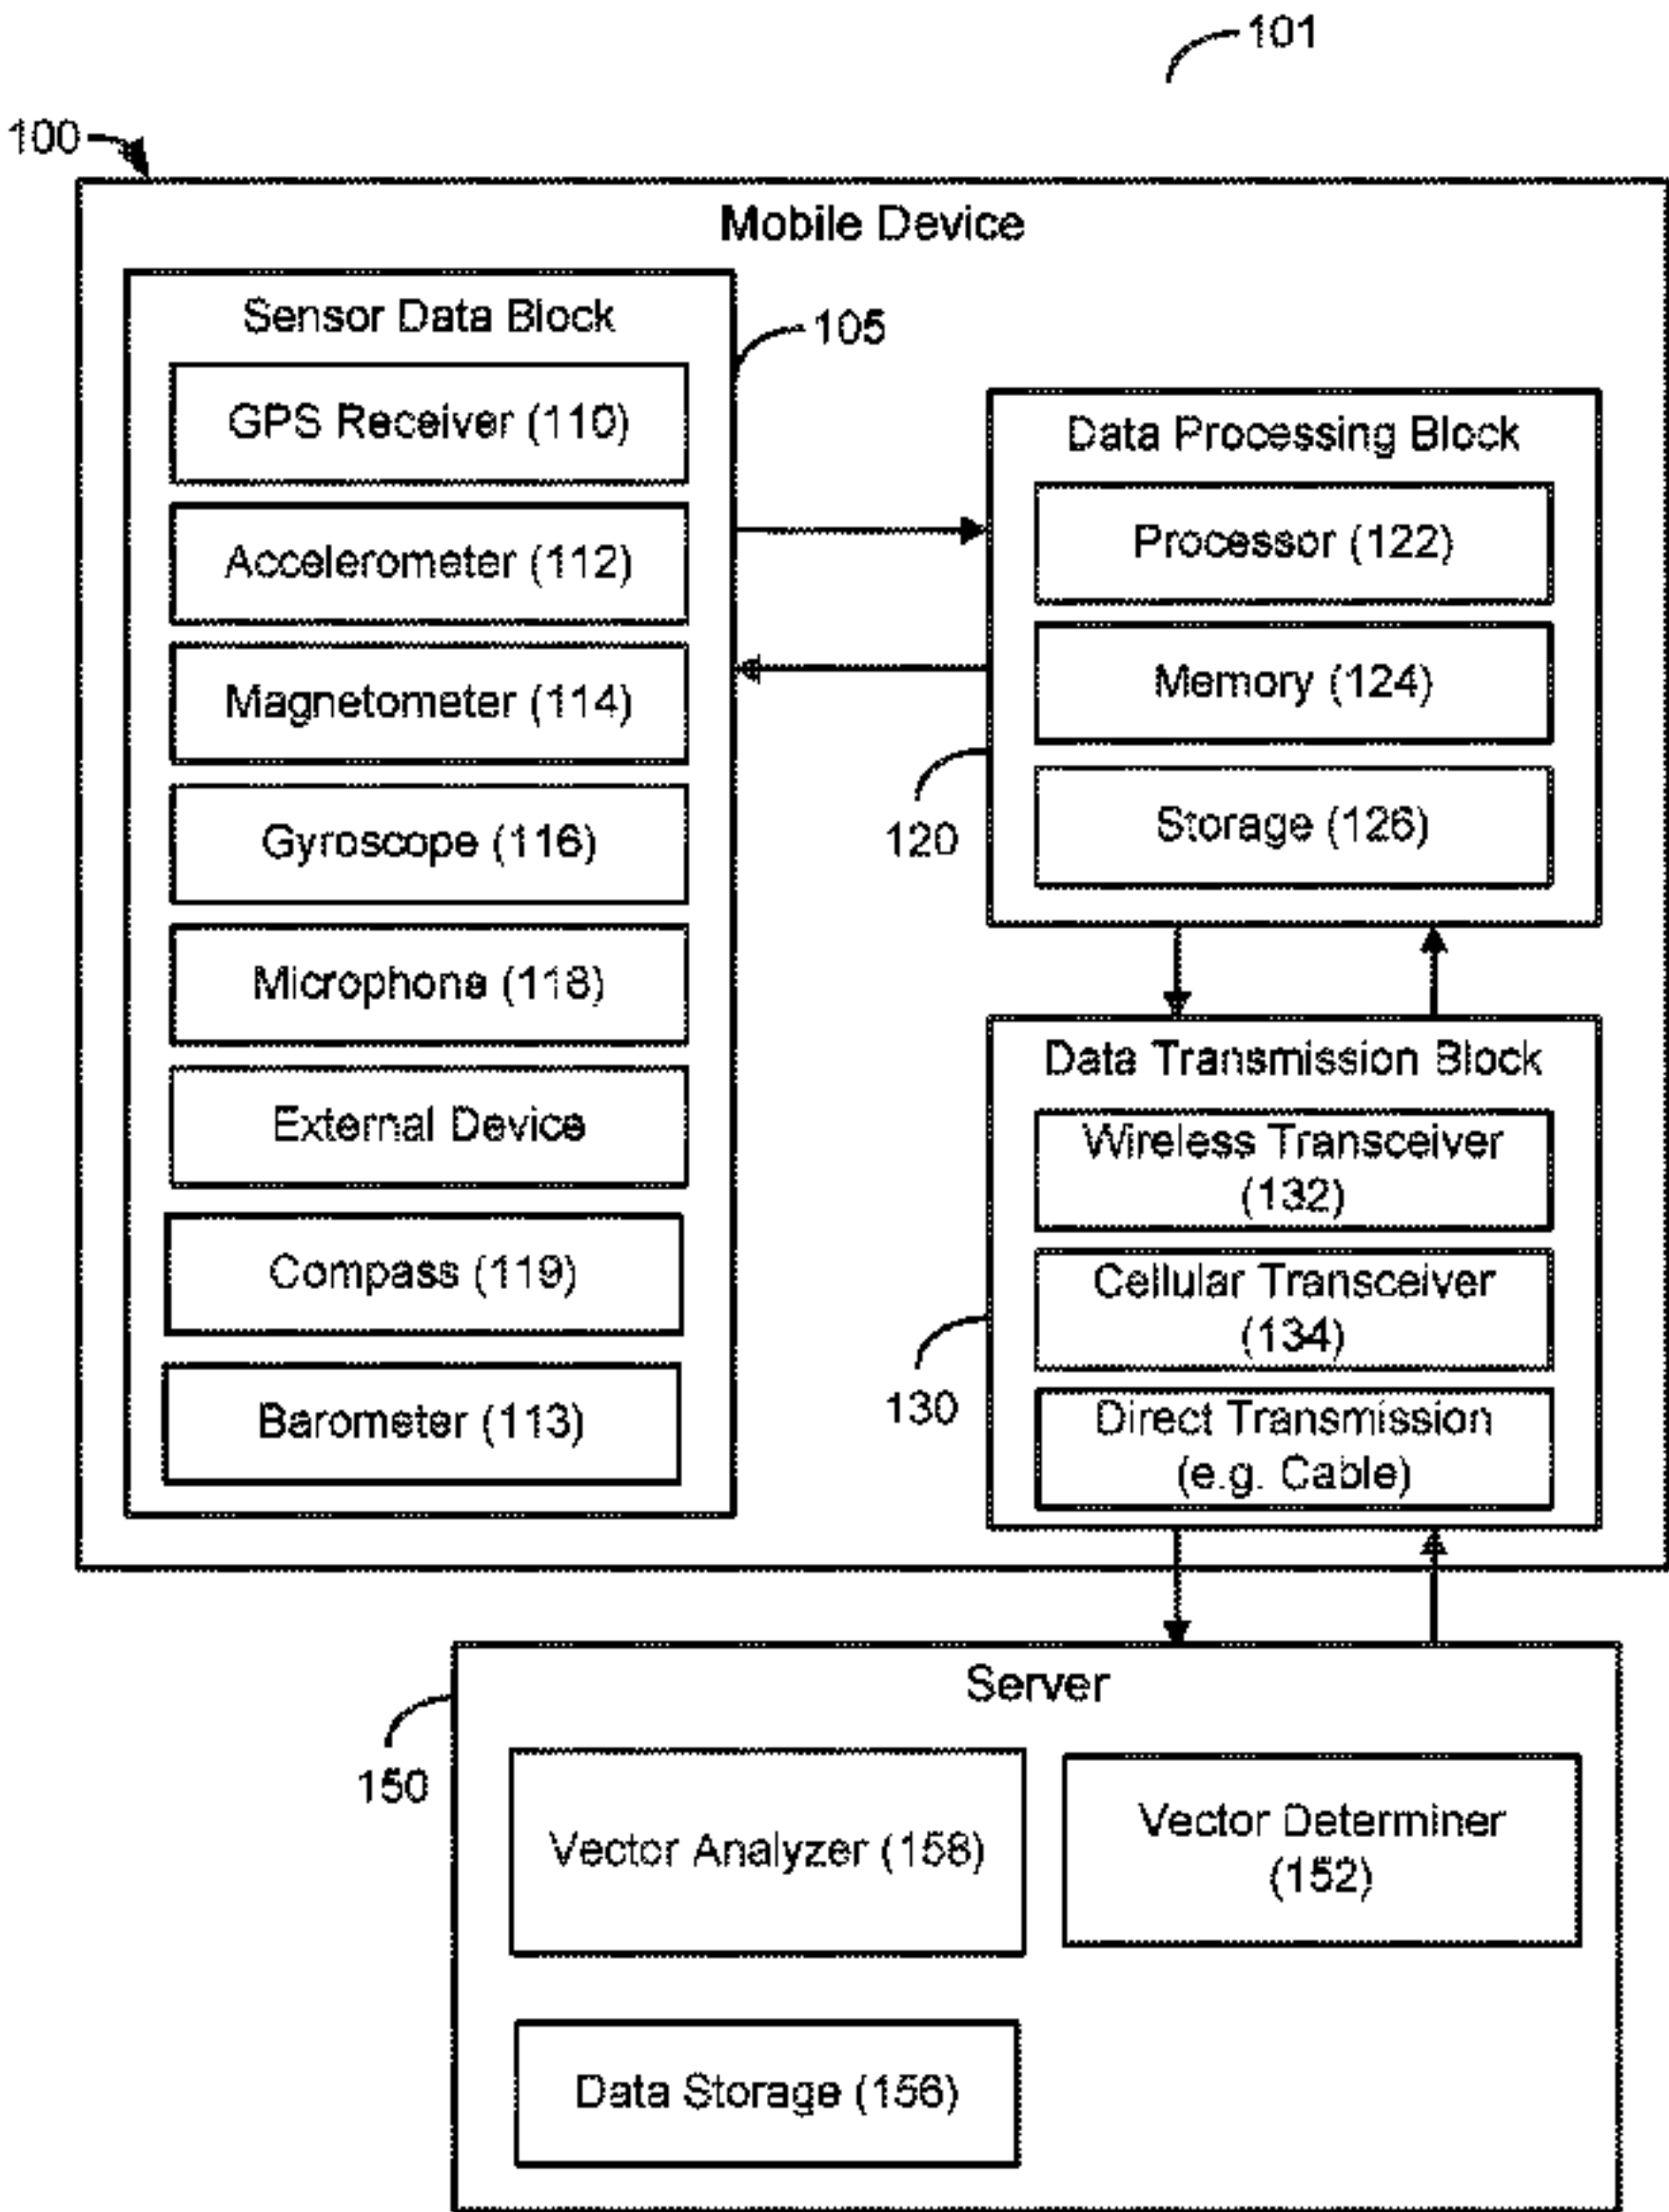 101
100
Mobile Device
Sensor Data Block
105
GPS Receiver (110)
Accelerometer (112)
Magnetometer (114)
Gyroscope (116)
Microphone (118)
External Device
Compass (119)
Barometer (113)
Data Processing Block
Processor (122)
Memory (124)
Storage (126)
120
Data Transmission Block
Wireless Transceiver
(132)
Cellular Transceiver
(134)
Direct Transmission
(e.g. Cable)
130
Server
150
Vector Analyzer (158)
Vector Determiner
(152)
Data Storage (156)